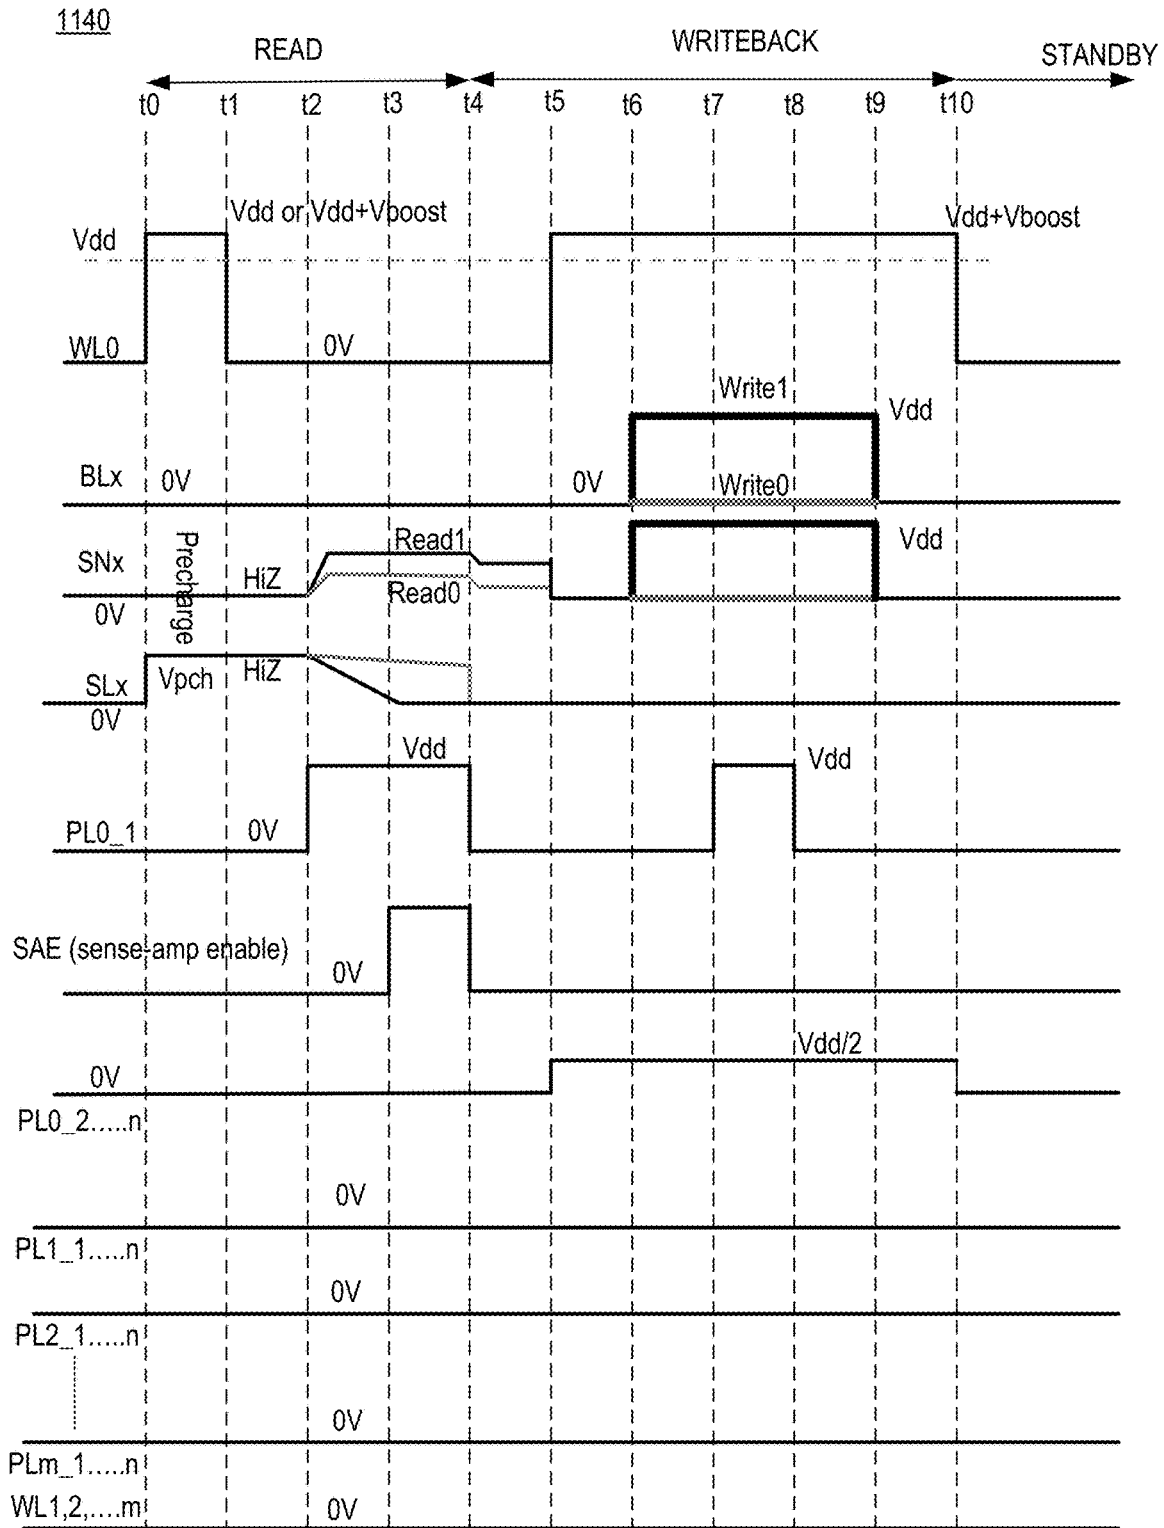 1140
READ
WRITEBACK
STANDBY
t0 t1 t2 t3 t4 t5 t6 t7 t8 t9 t10
Vdd or Vdd+Vboost
Vdd+Vboost
Vdd
WL0
0V
Write1
Vdd
BLx
0V
0V
Write0
Precharge
SNx
HiZ
Read1
Vdd
0V
Read0
SLx
Vpch
HiZ
0V
Vdd
Vdd
PL0_1
0V
SAE (sense-amp enable)
0V
Vdd/2
0V
PL0_2.....n
0V
PL1_1.....n
0V
PL2_1.....n
0V
PLm_1.....n
WL1,2,....m
0V